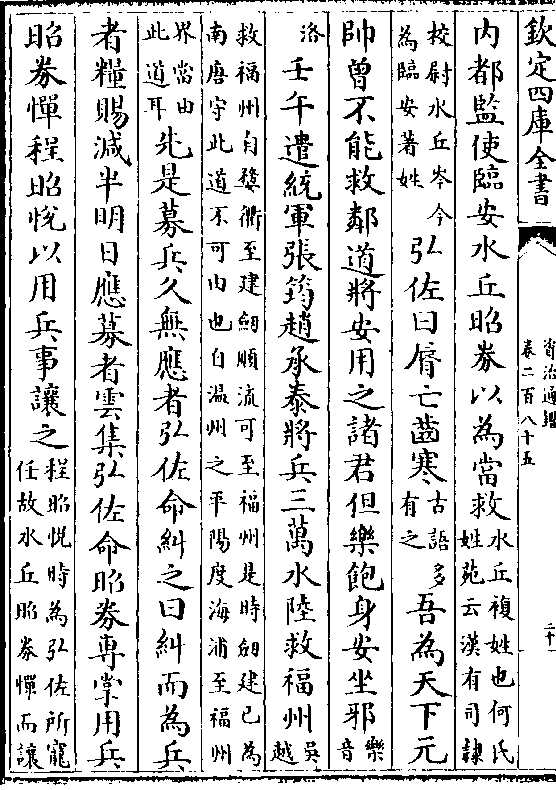 欽定四庫全書
資治通鑑
卷二百八十五
二十
内都監使臨安水丘昭券以為當救水丘複姓也何氏姓苑云漢有司隸
校尉水丘岑今為臨安著姓弘佐曰脣亡齒寒古語多有之吾為天下元
帥曾不能救鄰道將安用之諸君但樂飽身安坐邪樂音
洛壬午遣統軍張筠趙承泰將兵三萬水陸救福州吳越
救福州自婺衢至建劒順流可至福州是時劒建已為南唐守此道不可由也自温州之平陽度海浦至福州
界當由此道耳先是募兵久無應者弘佐命糾之曰糾而為兵
者糧賜減半明日應募者雲集弘佐命昭券專掌用兵
昭券憚程昭悅以用兵事讓之程昭悅時為弘佐所寵任故水丘昭券憚而讓